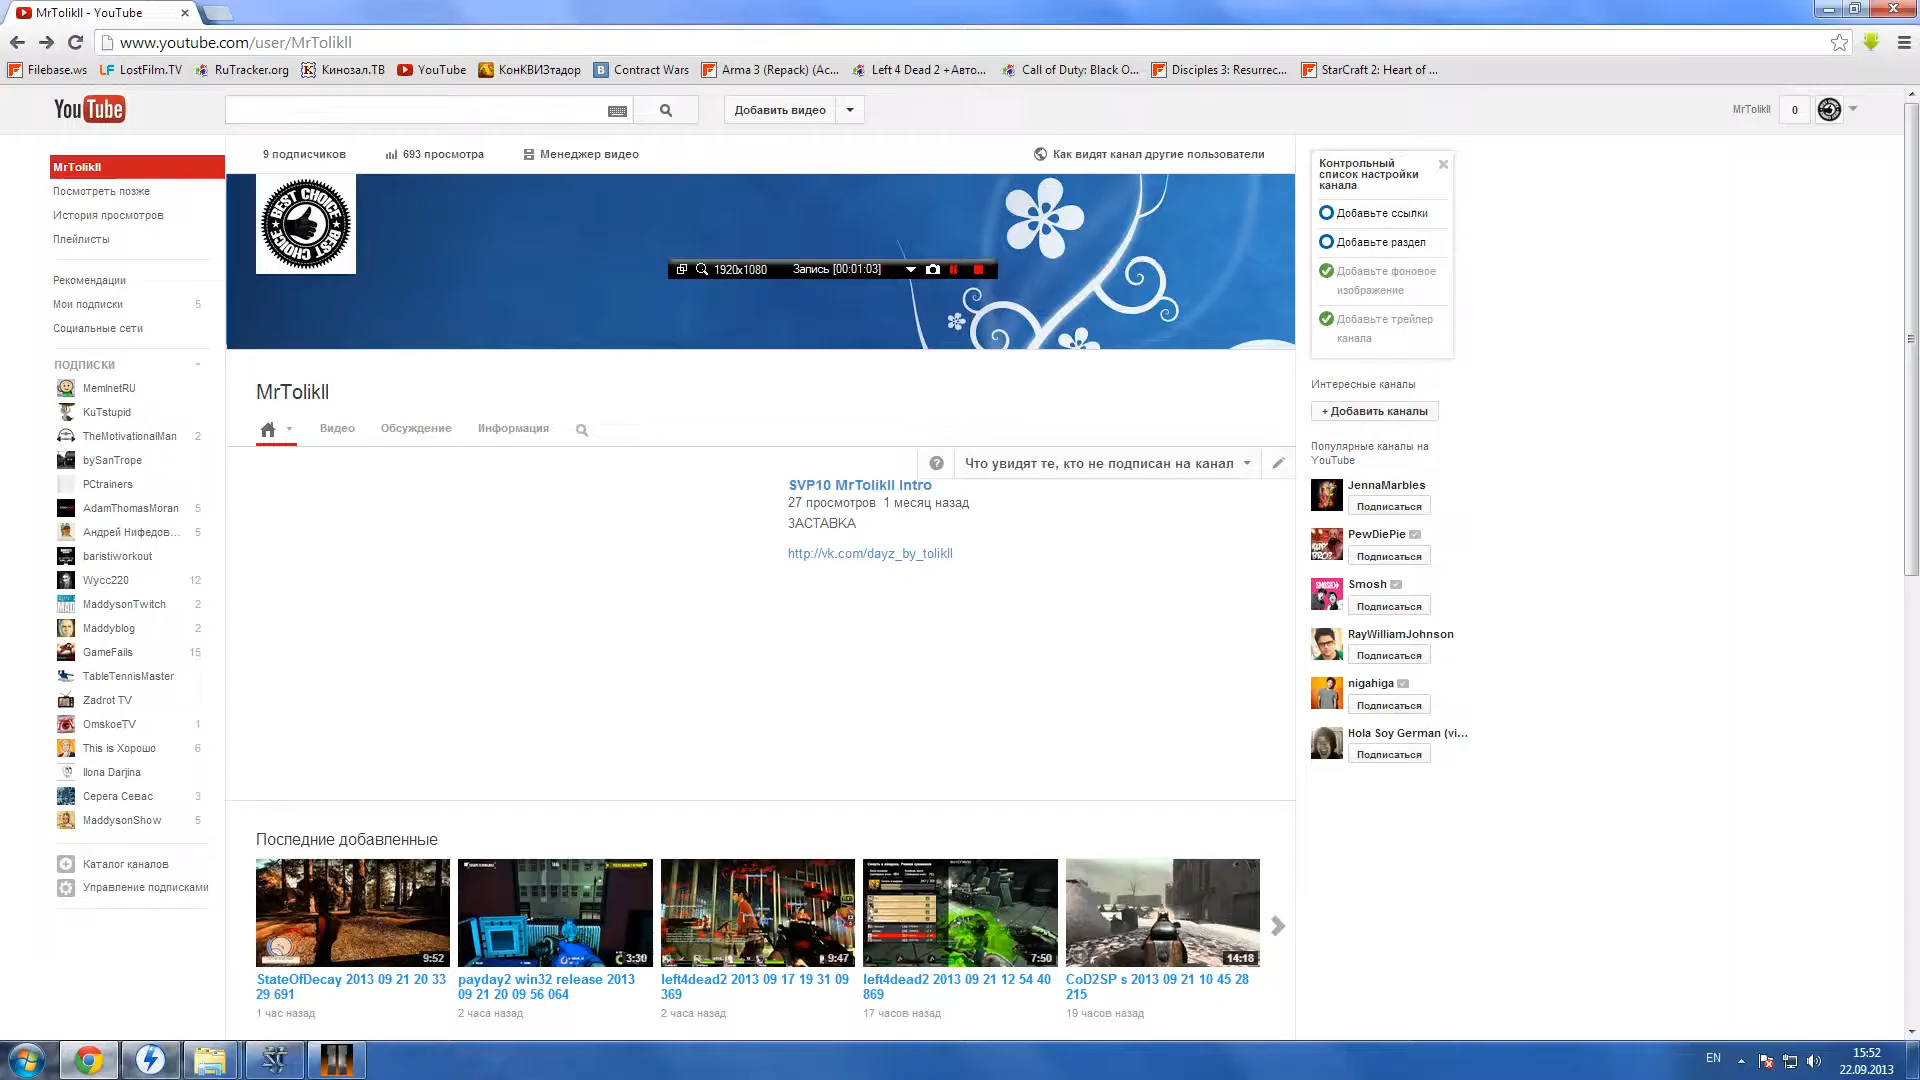 MrTolikII - YouTube
www.youtube.com/user/MrTolikII
Filebase.ws
LostFilm.TV
RuTracker.org
Кинозал.ТВ
YouTube
КонКВИЗтадор
Contract Wars
Arma 3 (Repack) (Ac...
Left 4 Dead 2 +Авто...
Call of Duty: Black O...
Disciples 3: Resurrec...
StarCraft 2: Heart of ...
YouTube
Добавить видео
MrTolikII
0
MrTolikII
Посмотреть позже
История просмотров
Плейлисты
Рекомендации
Мои подписки 5
Социальные сети
ПОДПИСКИ
MemInetRU
KuTstupid
TheMotivationalMan 2
bySanTrope
PCtrainers
AdamThomasMoran 5
Андрей Нифедов... 5
baristiworkout
Wycc220 12
MaddysonTwitch 2
Maddyblog 2
GameFails 15
TableTennisMaster
Zadrot TV
OmskoeTV 1
This is Хорошо 6
Ilona Darjina
Серега Севас 3
MaddysonShow 5
Каталог каналов
Управление подписками
9 подписчиков
693 просмотра
Менеджер видео
Как видят канал другие пользователи
BEST CHOICE
BEST CHOICE
1920x1080
Запись [00:01:03]
MrTolikII
Видео
Обсуждение
Информация
Что увидят те, кто не подписан на канал
SVP10 MrTolikII Intro
27 просмотров 1 месяц назад
ЗАСТАВКА
http://vk.com/dayz_by_tolikII
Последние добавленные
9:52
3:30
9:47
7:50
14:18
StateOfDecay 2013 09 21 20 33
29 691
1 час назад
payday2 win32 release 2013
09 21 20 09 56 064
2 часа назад
left4dead2 2013 09 17 19 31 09
369
2 часа назад
left4dead2 2013 09 21 12 54 40
869
17 часов назад
CoD2SP s 2013 09 21 10 45 28
215
19 часов назад
Контрольный
список настройки
канала
Добавьте ссылки
Добавьте раздел
Добавьте фоновое
изображение
Добавьте трейлер
канала
Интересные каналы
+ Добавить каналы
Популярные каналы на
YouTube
JennaMarbles
Подписаться
PewDiePie
Подписаться
Smosh
Подписаться
RayWilliamJohnson
Подписаться
nigahiga
Подписаться
Hola Soy German (vi...
Подписаться
EN
15:52
22.09.2013